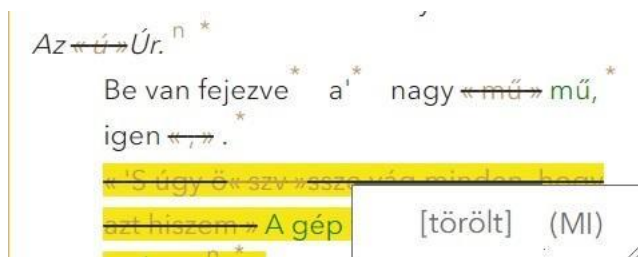 Az « ú »Úr. n *
Be van fejezve * a' * nagy « mű » mű, *
igen « , » . *
« 'S úgy ö« szv »ssze vág minden, hogy
azt hiszem » A gép [törölt] (MI)
n *